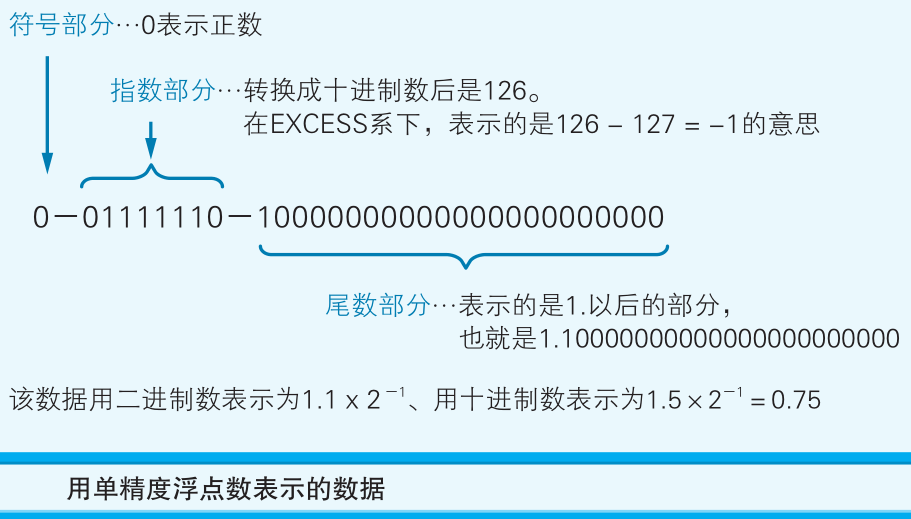 符号部分…0表示正数
指数部分…转换成十进制数后是126。
在EXCESS系下，表示的是126 – 127 = –1的意思
0－01111110－10000000000000000000000
尾数部分…表示的是1.以后的部分，
也就是1.10000000000000000000000
该数据用二进制数表示为1.1 x 2⁻¹、用十进制数表示为1.5×2⁻¹=0.75
用单精度浮点数表示的数据